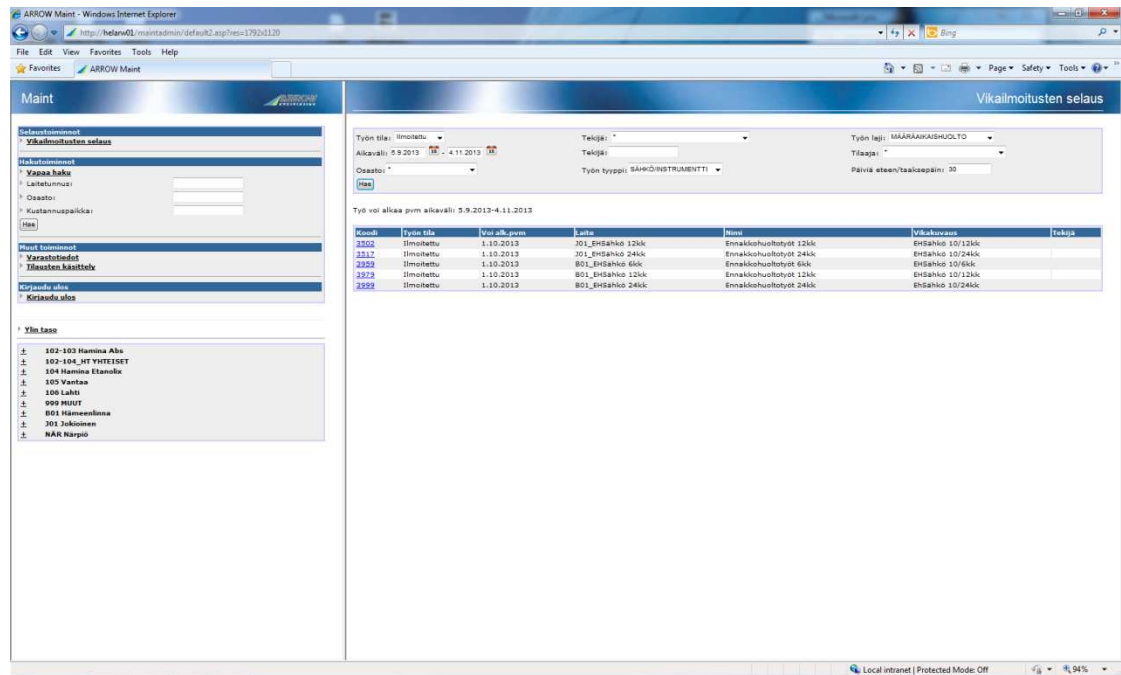 ARROW Maint - Windows Internet Explorer
http://helarw01/maintadmin/default2.asp?res=1792x1120
Bing
File Edit View Favorites Tools Help
Favorites ARROW Maint
Page Safety Tools
Maint
ARROW
Vikailmoitusten selaus
Selaustoiminnot
Vikailmoitusten selaus
Hakutoiminnot
Vapaa haku
Laitetunnus:
Osasto:
Kustannuspaikka:
Hae
Muut toiminnot
Varastotiedot
Tilausten käsittely
Kirjaudu ulos
Kirjaudu ulos
Ylin taso
± 102-103 Hamina Abs
± 102-104_HT YHTEISET
± 104 Hamina Etanolix
± 105 Vantaa
± 106 Lahti
± 999 MUUT
± B01 Hämeenlinna
± J01 Jokioinen
± NÄR Närpiö
Työn tila: Ilmoitettu Tekijä: * Työn laji: MÄÄRÄAIKAISHUOLTO
Aikaväli: 5.9.2013 - 4.11.2013 Tekijä: Tilaaja: *
Osasto: * Työn tyyppi: SÄHKÖ/INSTRUMENTTI Päiviä eteen/taaksepäin: 30
Hae
Työ voi alkaa pvm aikaväli: 5.9.2013-4.11.2013
Koodi Työn tila Voi alk.pvm Laite Nimi Vikakuvaus Tekijä
3502 Ilmoitettu 1.10.2013 J01_EHSähkö 12kk Ennakkohuoltotyöt 12kk EHSähkö 10/12kk
3517 Ilmoitettu 1.10.2013 J01_EHSähkö 24kk Ennakkohuoltotyöt 24kk EHSähkö 10/24kk
3959 Ilmoitettu 1.10.2013 B01_EHSähkö 6kk Ennakkohuoltotyöt 6kk EHSähkö 10/6kk
3979 Ilmoitettu 1.10.2013 B01_EHSähkö 12kk Ennakkohuoltotyöt 12kk EHSähkö 10/12kk
3999 Ilmoitettu 1.10.2013 B01_EHSähkö 24kk Ennakkohuoltotyöt 24kk EhSähkö 10/24kk
Local intranet | Protected Mode: Off 94%